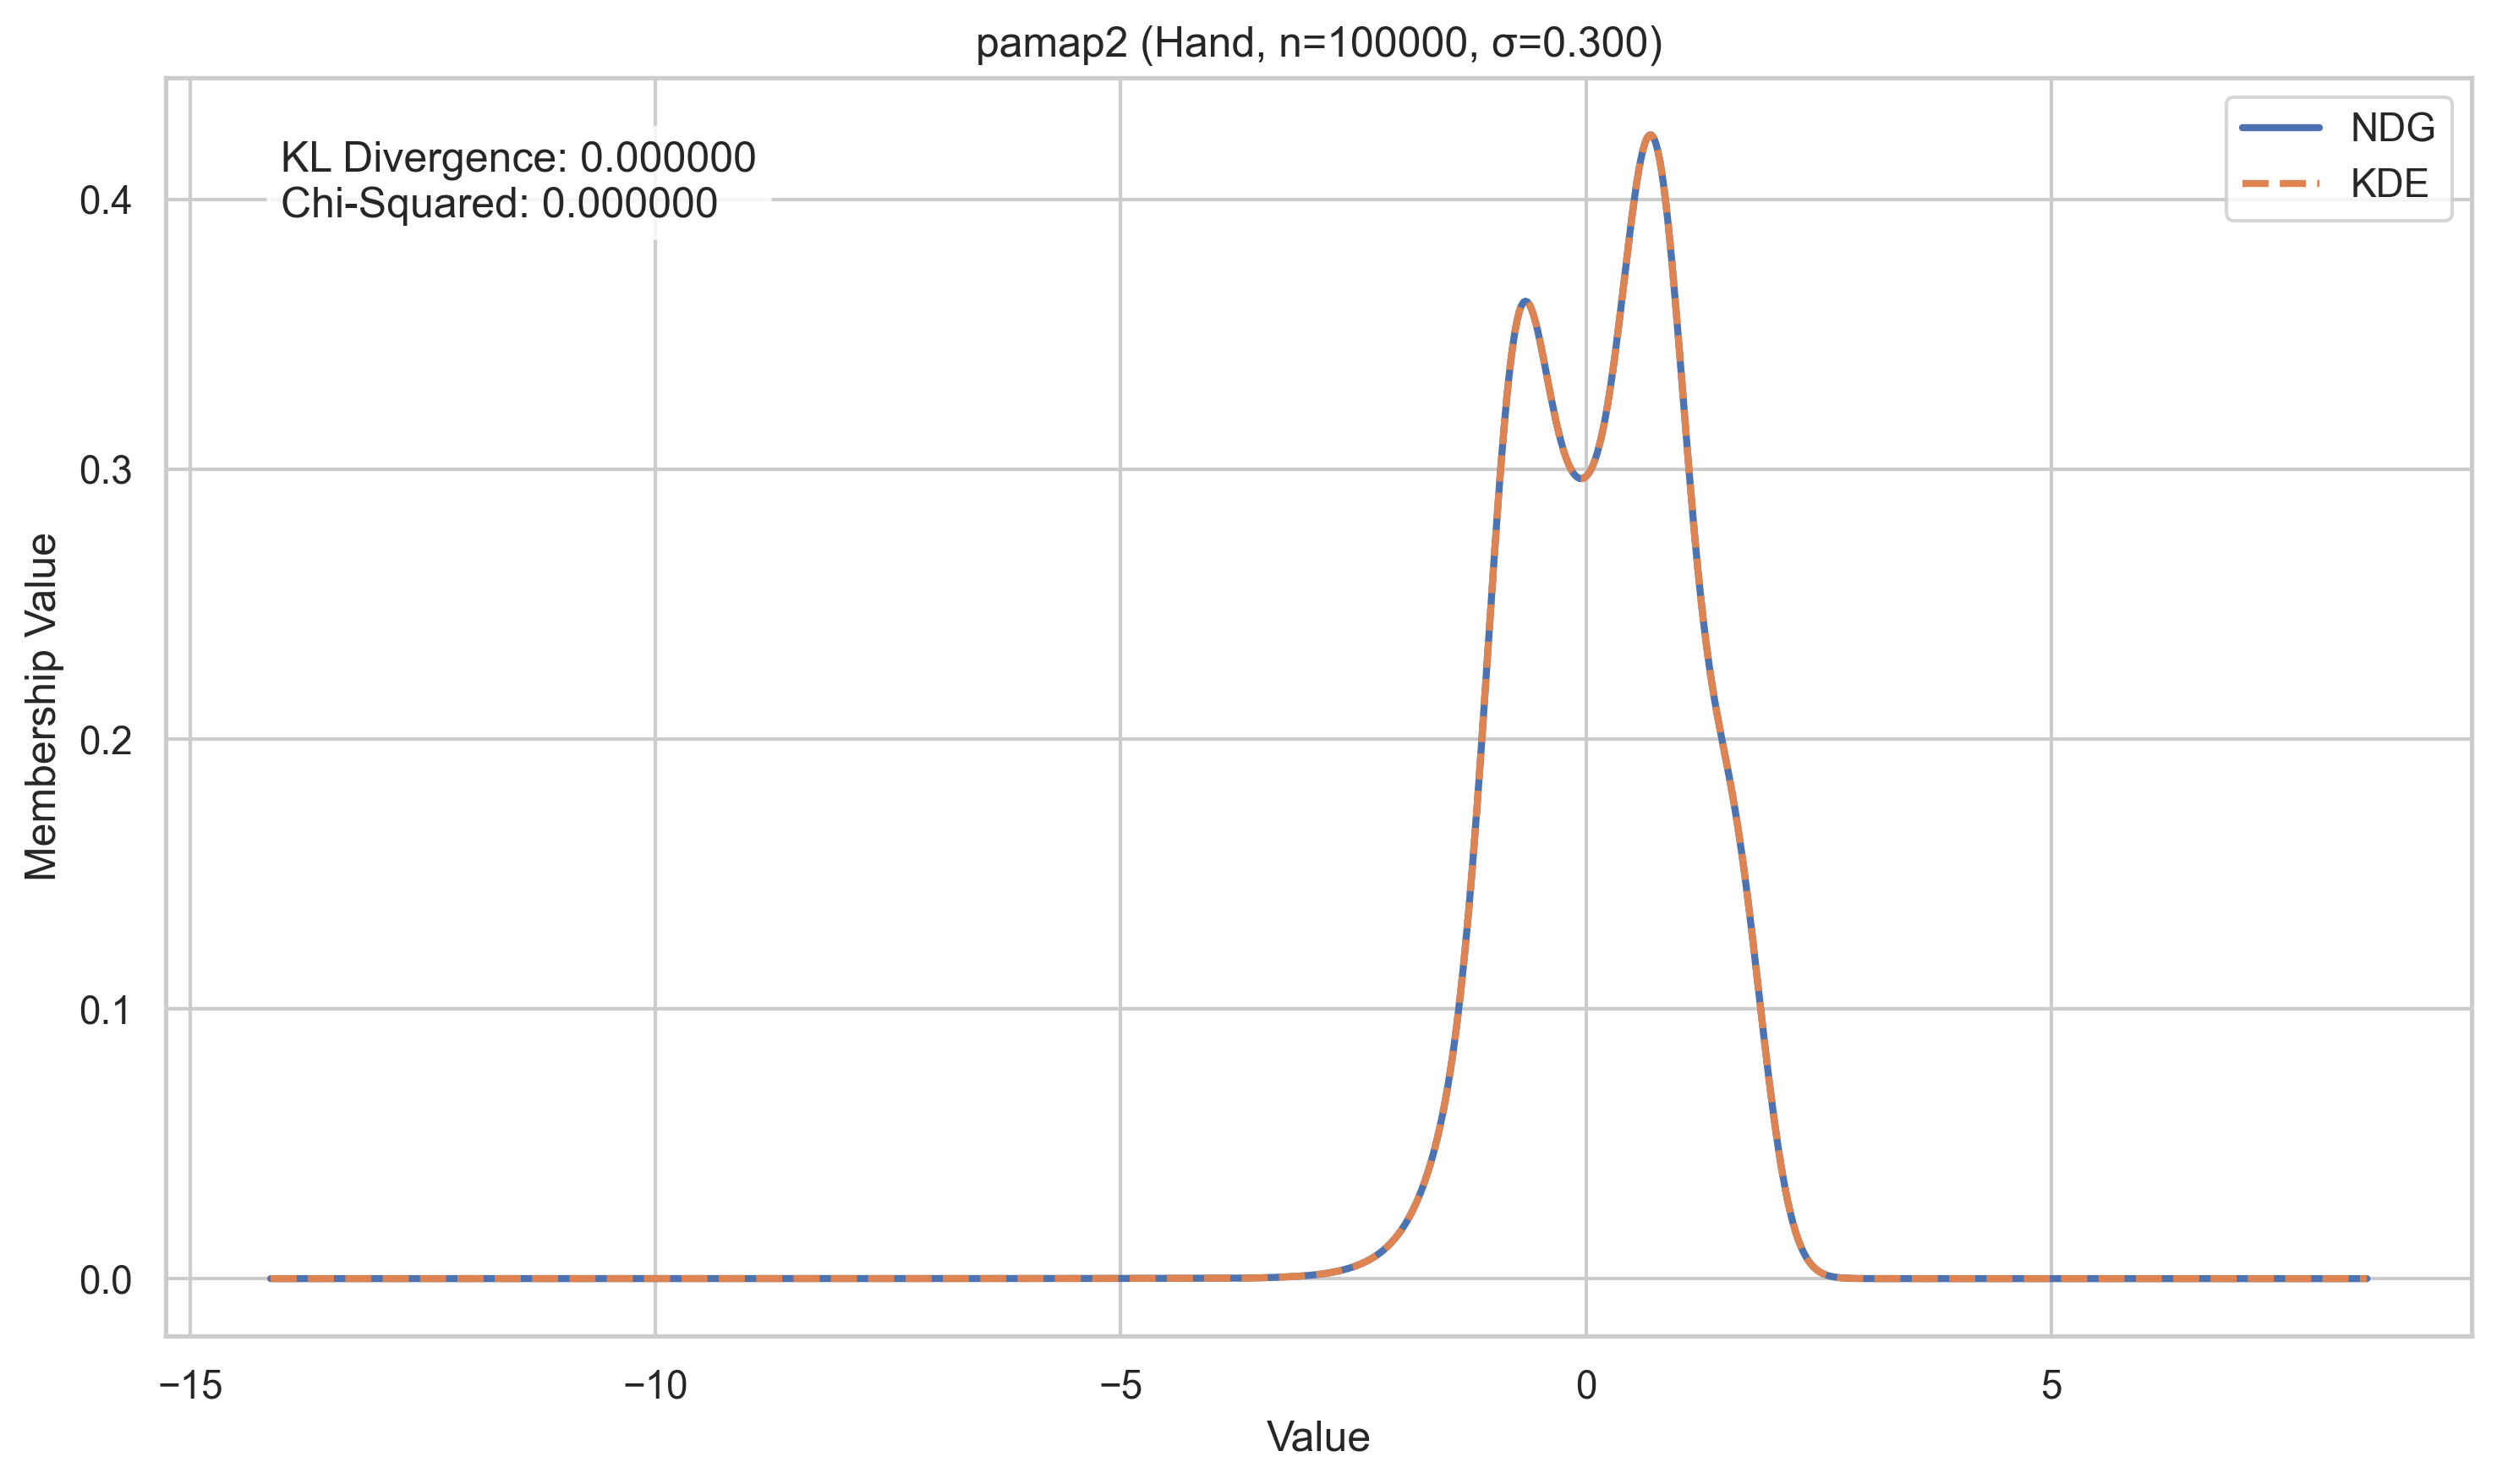 pamap2 (Hand, n=100000, σ=0.300)
KL Divergence: 0.000000
Chi-Squared: 0.000000
NDG
KDE
Membership Value
0.4
0.3
0.2
0.1
0.0
−15
−10
−5
0
5
Value